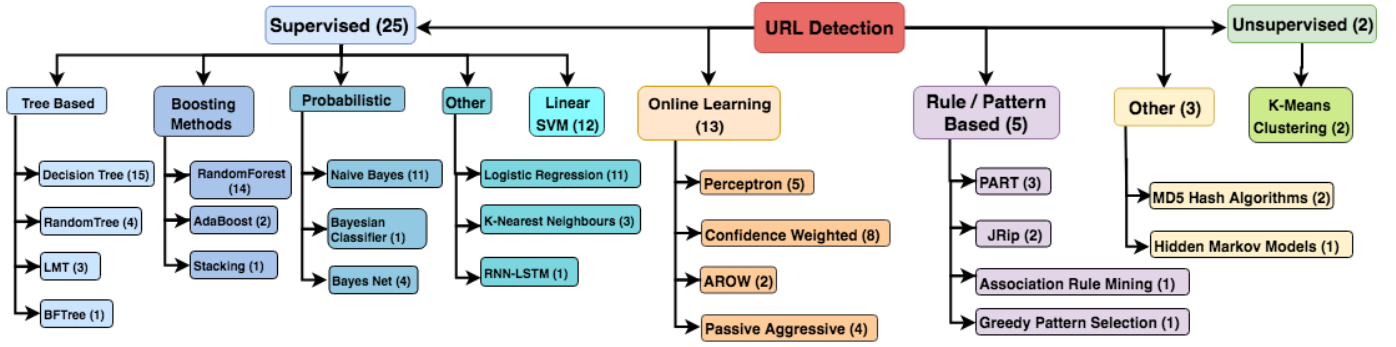 URL Detection
Supervised (25)
Unsupervised (2)
Tree Based
Boosting
Methods
Probabilistic
Other
Linear
SVM (12)
Online Learning
(13)
Rule / Pattern
Based (5)
Other (3)
K-Means
Clustering (2)
Decision Tree (15)
RandomTree (4)
LMT (3)
BFTree (1)
RandomForest
(14)
AdaBoost (2)
Stacking (1)
Naive Bayes (11)
Bayesian
Classifier (1)
Bayes Net (4)
Logistic Regression (11)
K-Nearest Neighbours (3)
RNN-LSTM (1)
Perceptron (5)
Confidence Weighted (8)
AROW (2)
Passive Aggressive (4)
PART (3)
JRip (2)
Association Rule Mining (1)
Greedy Pattern Selection (1)
MD5 Hash Algorithms (2)
Hidden Markov Models (1)